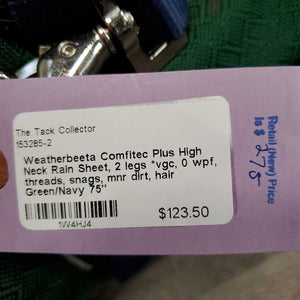 The Tack Collector
153285-2
Weatherbeeta Comfitec Plus High
Neck Rain Sheet, 2 legs *vgc, 0 wpf,
threads, snags, mnr dirt, hair
Green/Navy 75"
$123.50
1W4HJ4
Retail (New) Price
is $ 278